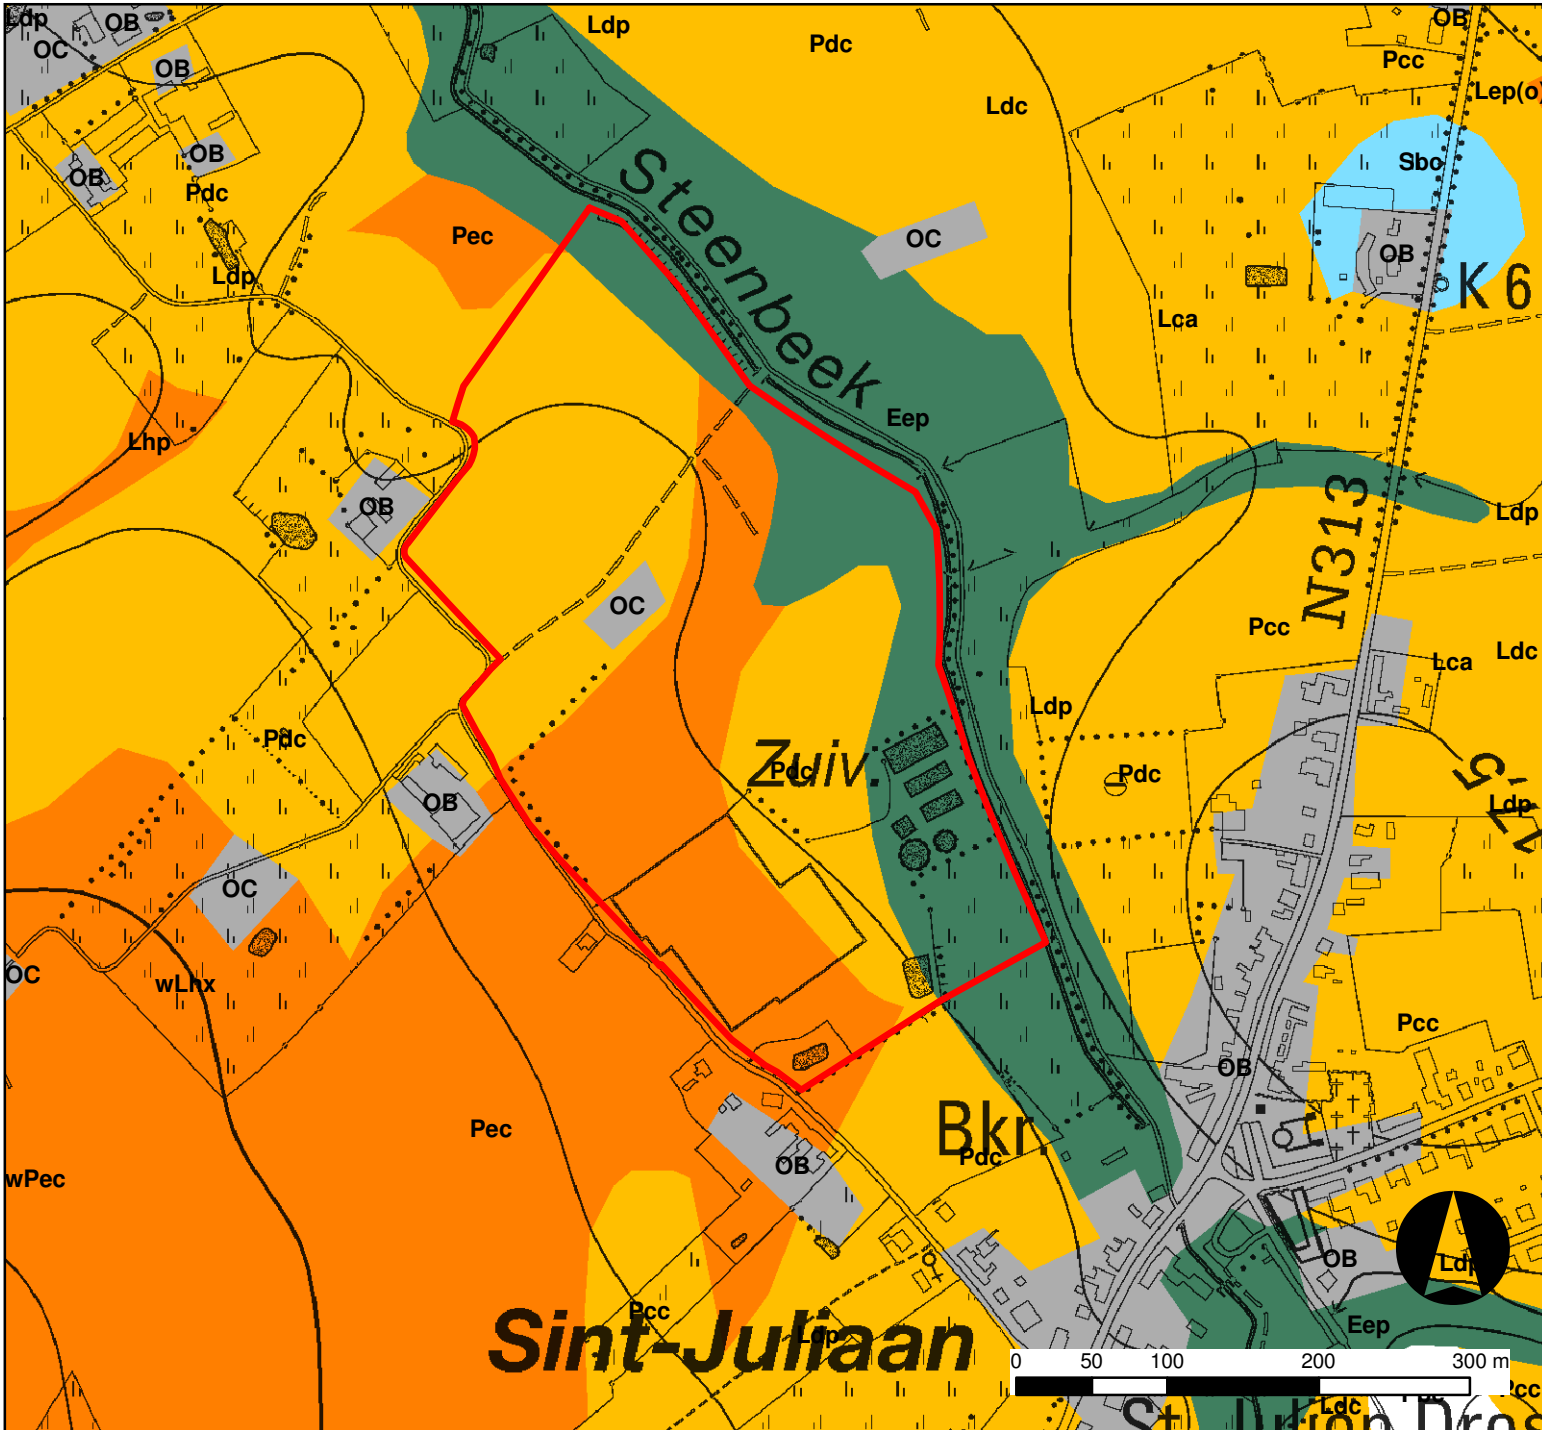 Ldp
OB
Ldp
OB
OC
Pdc
Pcc
OB
Ldc
Lep(o)
OB
Sbc
OB
Steenbeek
Pdc
Pec
OC
OB
Ldp
K 6
Lca
Eep
Lhp
OB
N313
Ldp
OC
Pcc
Ldc
Lca
Ldp
Pdc
Zuiv.
Pdc
Pdc
17,5
OB
Ldp
OC
OC
wLhx
Pcc
OB
Pec
Bkr.
Pdc
OB
wPec
OB
Ldp
Pcc
Sint-Juliaan
Ldp
Eep
0 50 100 200 300 m
Pcc
Ldc